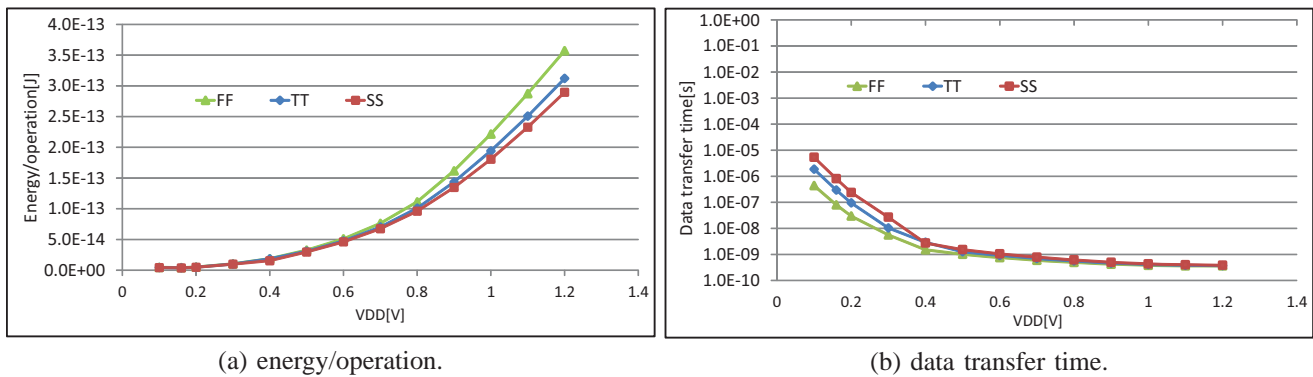 4.0E-13
3.5E-13
3.0E-13
2.5E-13
2.0E-13
1.5E-13
1.0E-13
5.0E-14
0.0E+00
Energy/operation[J]
FF TT SS
0 0.2 0.4 0.6 0.8 1 1.2 1.4
VDD[V]
(a) energy/operation.
1.0E+00
1.0E-01
1.0E-02
1.0E-03
1.0E-04
1.0E-05
1.0E-06
1.0E-07
1.0E-08
1.0E-09
1.0E-10
Data transfer time[s]
FF TT SS
0 0.2 0.4 0.6 0.8 1 1.2 1.4
VDD[V]
(b) data transfer time.